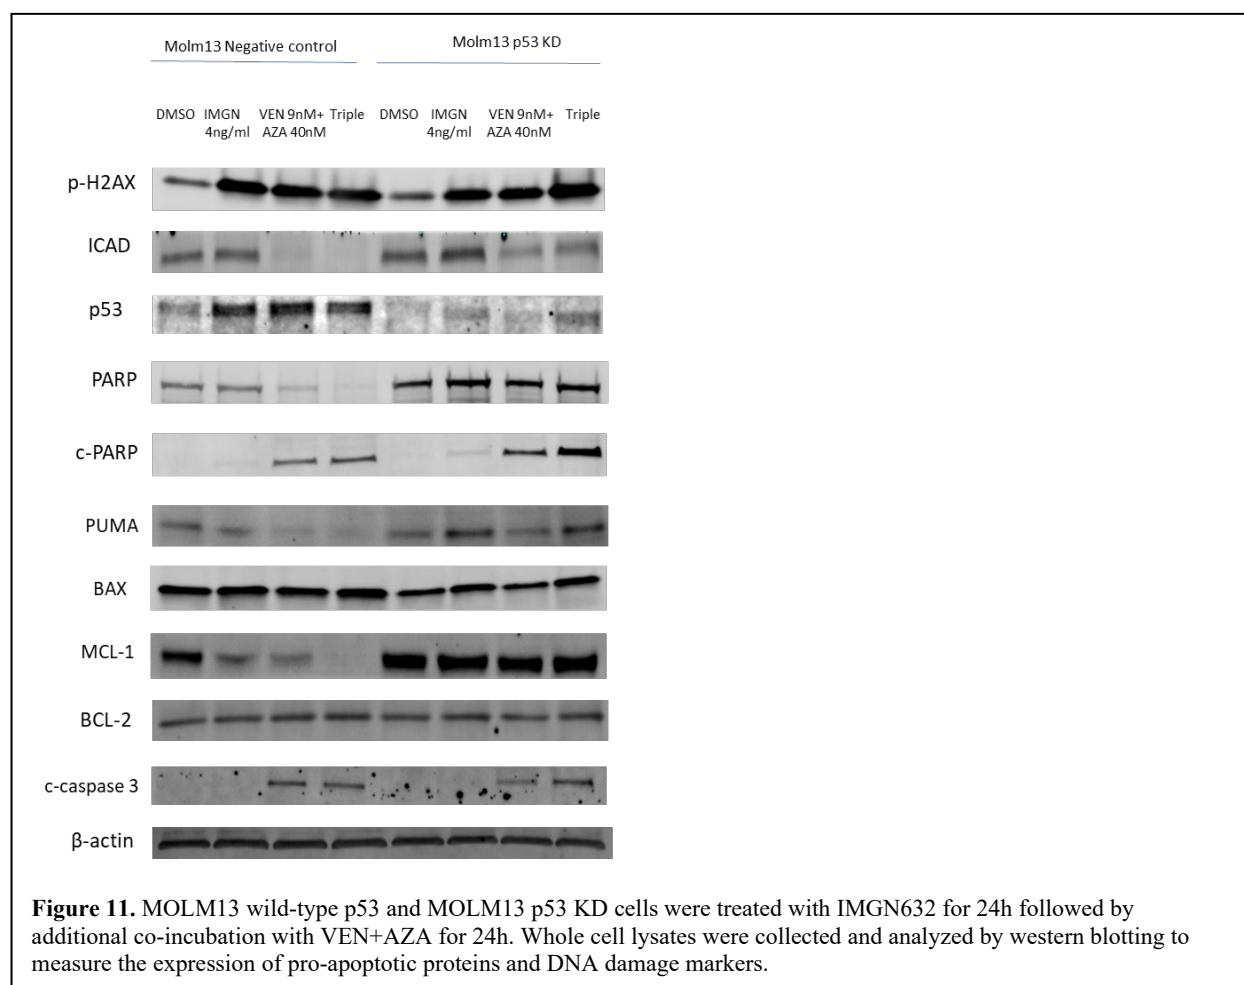 Molm13 Negative control
Molm13 p53 KD
DMSO IMGN VEN 9nM+ Triple DMSO IMGN VEN 9nM+ Triple
4ng/ml AZA 40nM 4ng/ml AZA 40nM
p-H2AX
ICAD
p53
PARP
c-PARP
PUMA
BAX
MCL-1
BCL-2
c-caspase 3
β-actin
Figure 11. MOLM13 wild-type p53 and MOLM13 p53 KD cells were treated with IMGN632 for 24h followed by
additional co-incubation with VEN+AZA for 24h. Whole cell lysates were collected and analyzed by western blotting to
measure the expression of pro-apoptotic proteins and DNA damage markers.